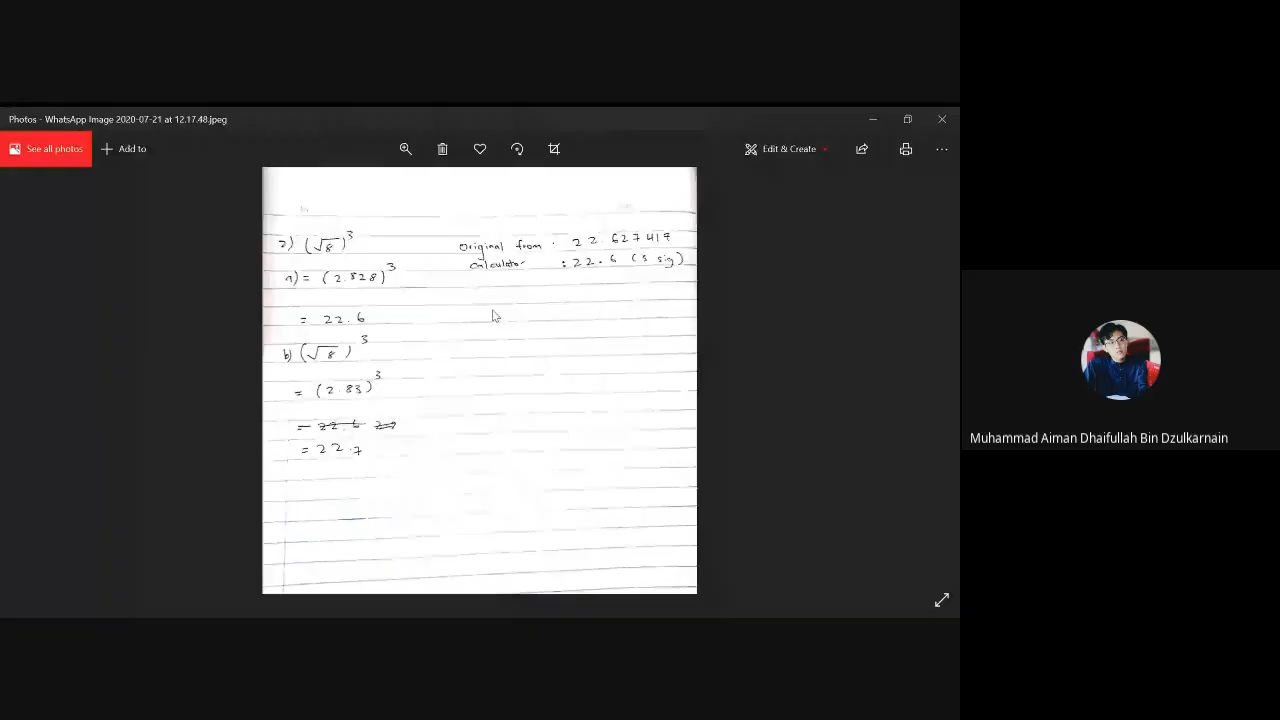 Photos - WhatsApp Image 2020-07-21 at 12.17.48.jpeg
See all photos
Add to
Edit & Create
2) (√8)³
Original from : 22.627417
a) = (2.828)³
calculator : 22.6 (3 sig)
= 22.6
b) (√8)³
= (2.83)³
= 22.6
= 22.7
Muhammad Aiman Dhaifullah Bin Dzulkarnain